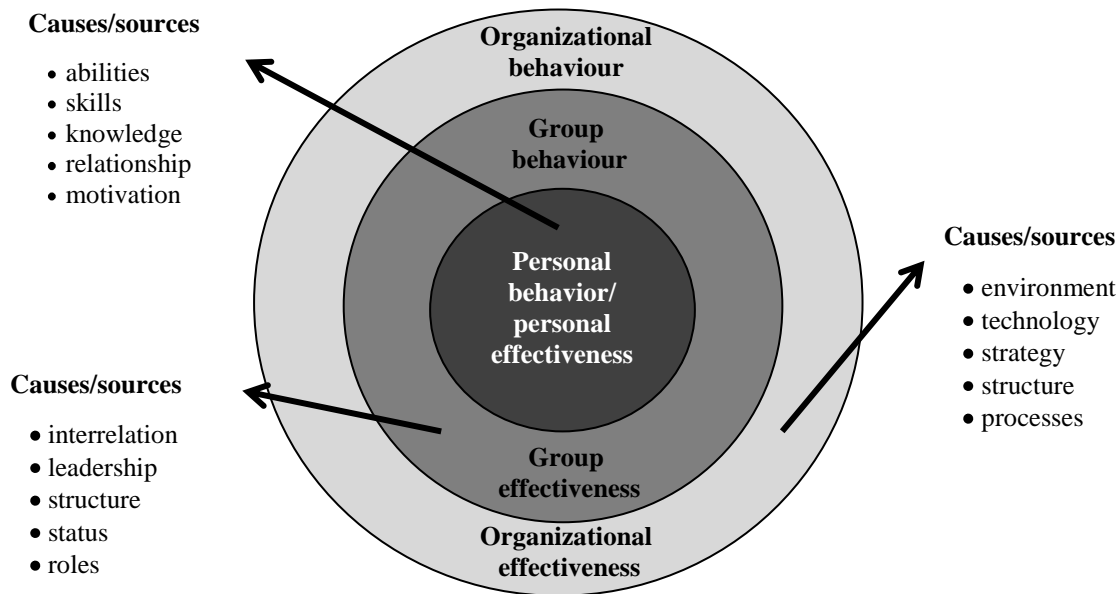 Causes/sources
• abilities
• skills
• knowledge
• relationship
• motivation
Organizational
behaviour
Group
behaviour
Personal
behavior/
personal
effectiveness
Group
effectiveness
Organizational
effectiveness
Causes/sources
• interrelation
• leadership
• structure
• status
• roles
Causes/sources
• environment
• technology
• strategy
• structure
• processes